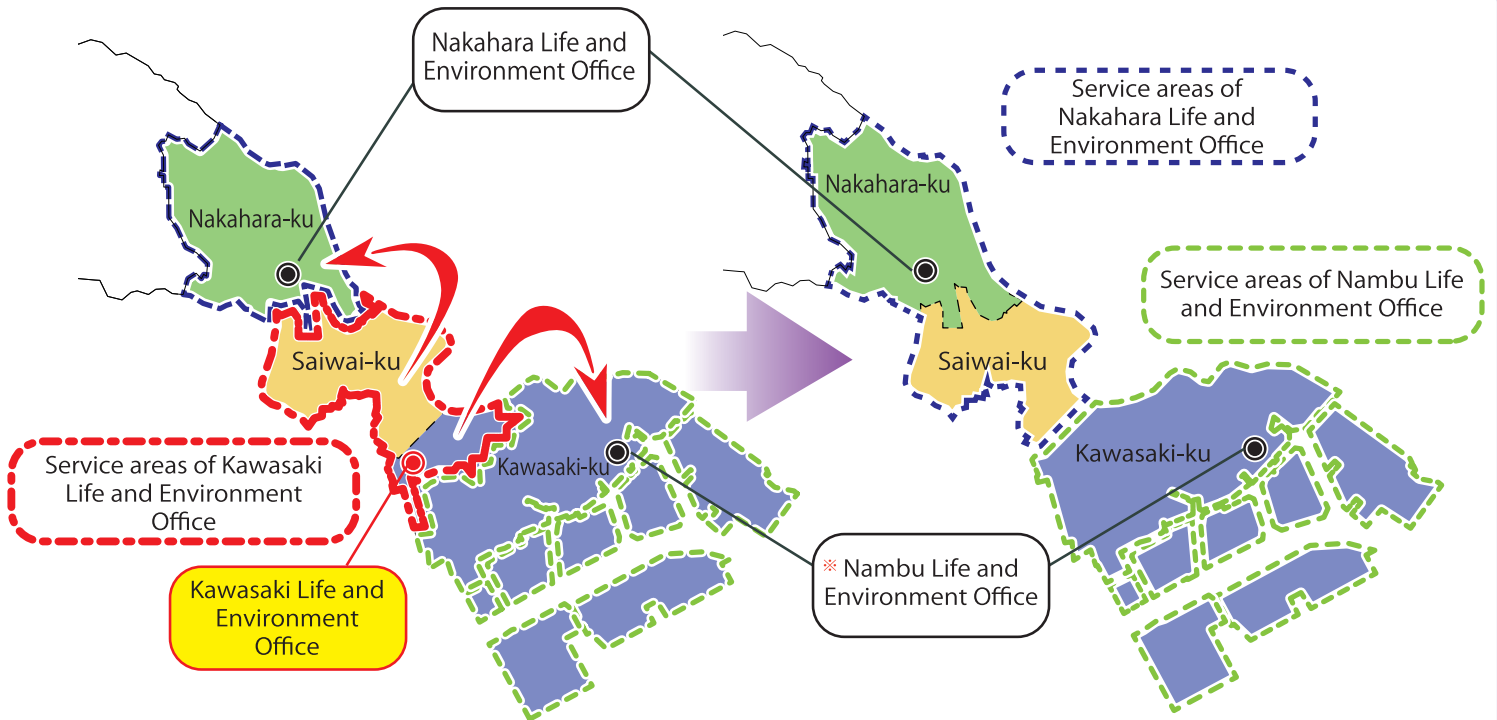 Nakahara Life and
Environment Office
Service areas of
Nakahara Life and
Environment Office
Nakahara-ku
Nakahara-ku
Service areas of Nambu Life
and Environment Office
Saiwai-ku
Saiwai-ku
Kawasaki-ku
Kawasaki-ku
Service areas of Kawasaki
Life and Environment
Office
※ Nambu Life and
Environment Office
Kawasaki Life and
Environment
Office